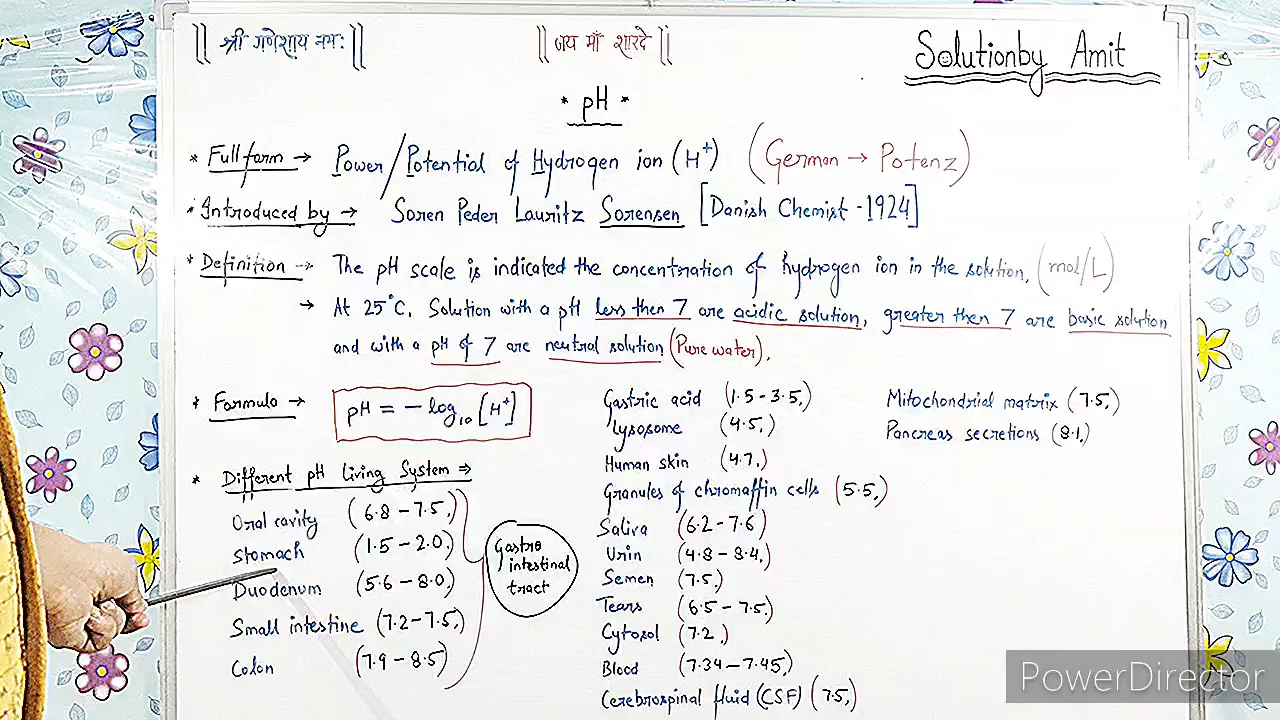 || श्री गणेशाय नमः ||
|| जय माँ शारदे ||
Solutionby Amit
* pH *
* Full form → Power/Potential of Hydrogen ion (H⁺) (German → Potenz)
* Introduced by → Soren Peder Lauritz Sorensen [Danish Chemist - 1924]
* Definition → The pH scale is indicated the concentration of hydrogen ion in the solution. (mol/L)
→ At 25°C. Solution with a pH less then 7 are acidic solution, greater then 7 are basic solution
and with a pH of 7 are neutral solution (Pure water).
* Formulo → pH = - log₁₀ [H⁺]
* Different pH Living System ⇒
Oral cavity (6.8 - 7.5,)
Stomach (1.5 - 2.0,)
Duodenum (5.6 - 8.0,)
Small intestine (7.2 - 7.5,)
Colon (7.9 - 8.5)
Gastro
intestinal
tract
Gastric acid (1.5 - 3.5,)
Lysosome (4.5,)
Human skin (4.7,)
Granules of chromaffin cells (5.5,)
Saliva (6.2 - 7.6)
Urin (4.8 - 8.4,)
Semen (7.5,)
Tears (6.5 - 7.5)
Cytosol (7.2,)
Blood (7.34 - 7.45,)
Cerebrospinal fluid (CSF) (7.5,)
Mitochondrial matrix (7.5,)
Pancreas secretions (8.1,)
PowerDirector